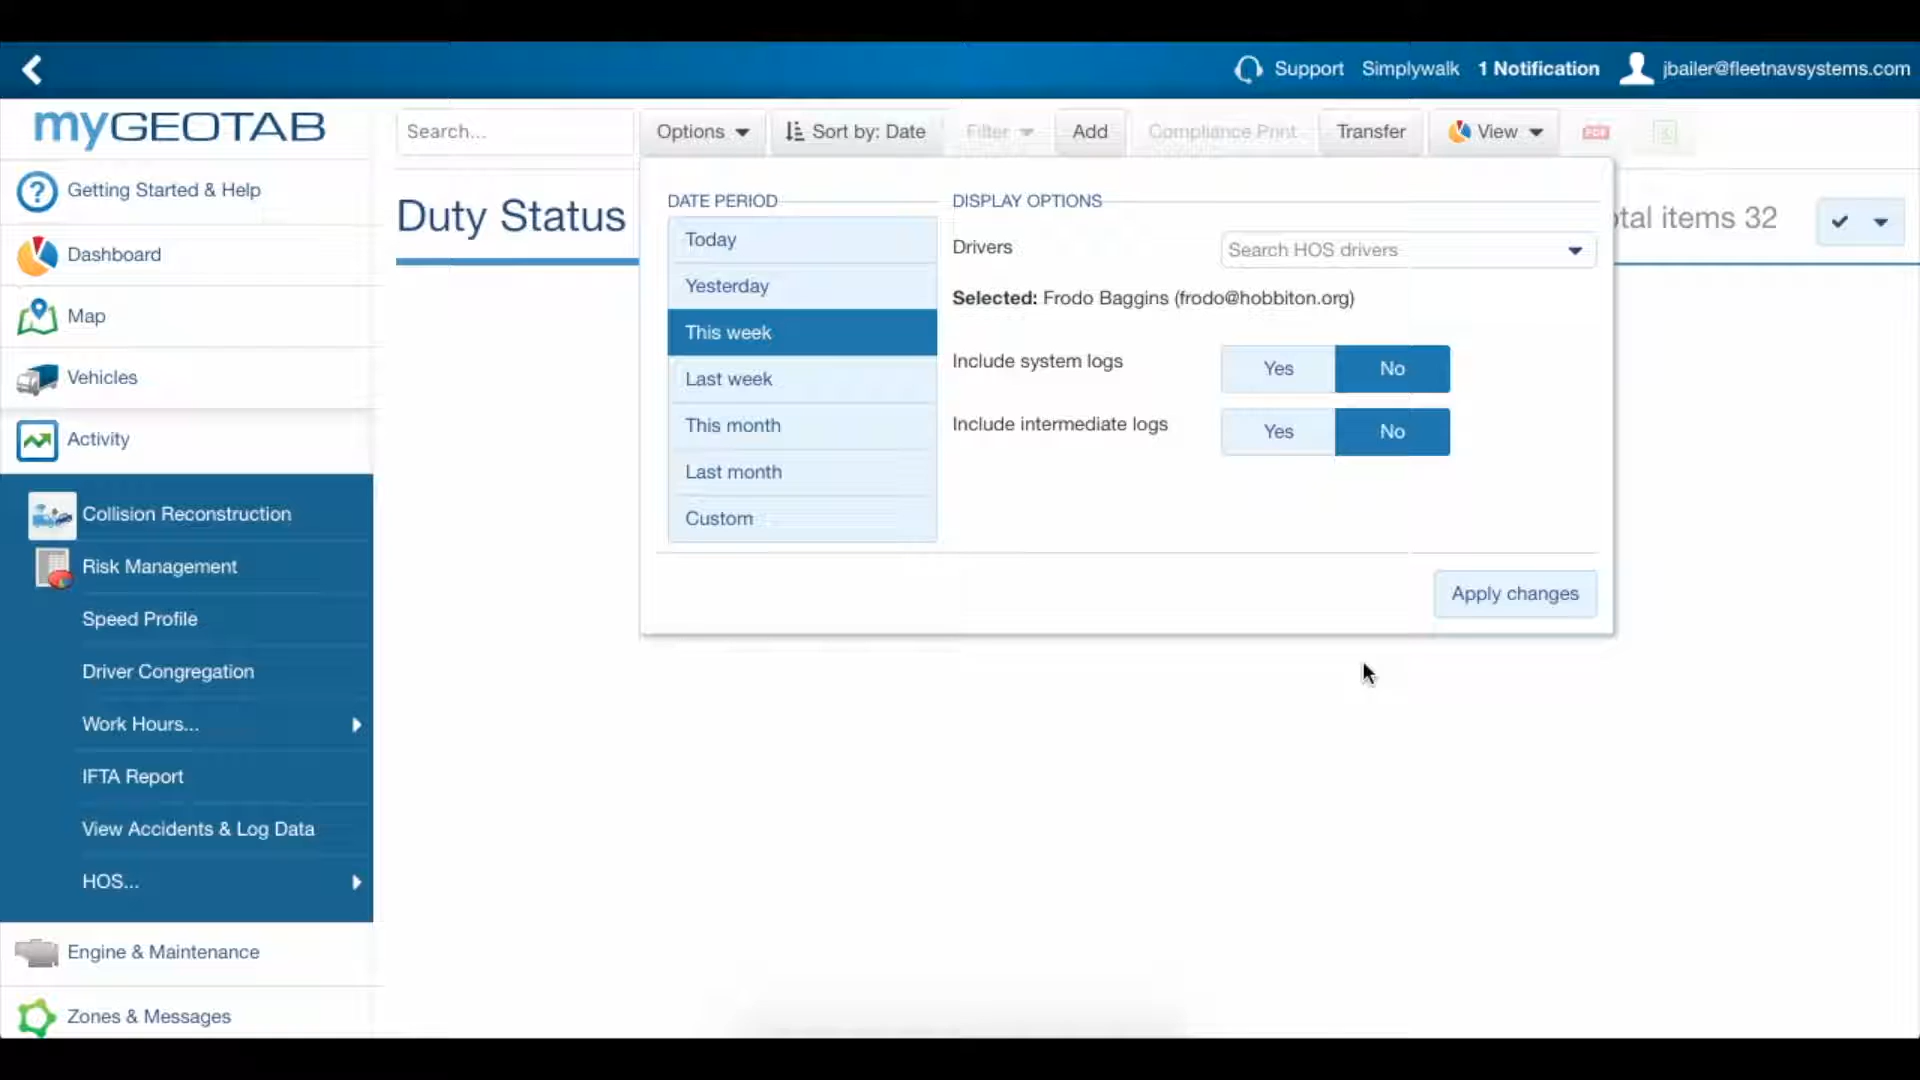 Support Simplywalk 1 Notification jbailer@fleetnavsystems.com
myGEOTAB
Search...
Options
Sort by: Date
Filter
Add
Compliance Print
Transfer
View
Getting Started & Help
Dashboard
Map
Vehicles
Activity
Collision Reconstruction
Risk Management
Speed Profile
Driver Congregation
Work Hours...
IFTA Report
View Accidents & Log Data
HOS...
Engine & Maintenance
Zones & Messages
Duty Status
DATE PERIOD
Today
Yesterday
This week
Last week
This month
Last month
Custom
DISPLAY OPTIONS
Drivers
Search HOS drivers
Selected: Frodo Baggins (frodo@hobbiton.org)
Include system logs
Yes No
Include intermediate logs
Yes No
Apply changes
items 32